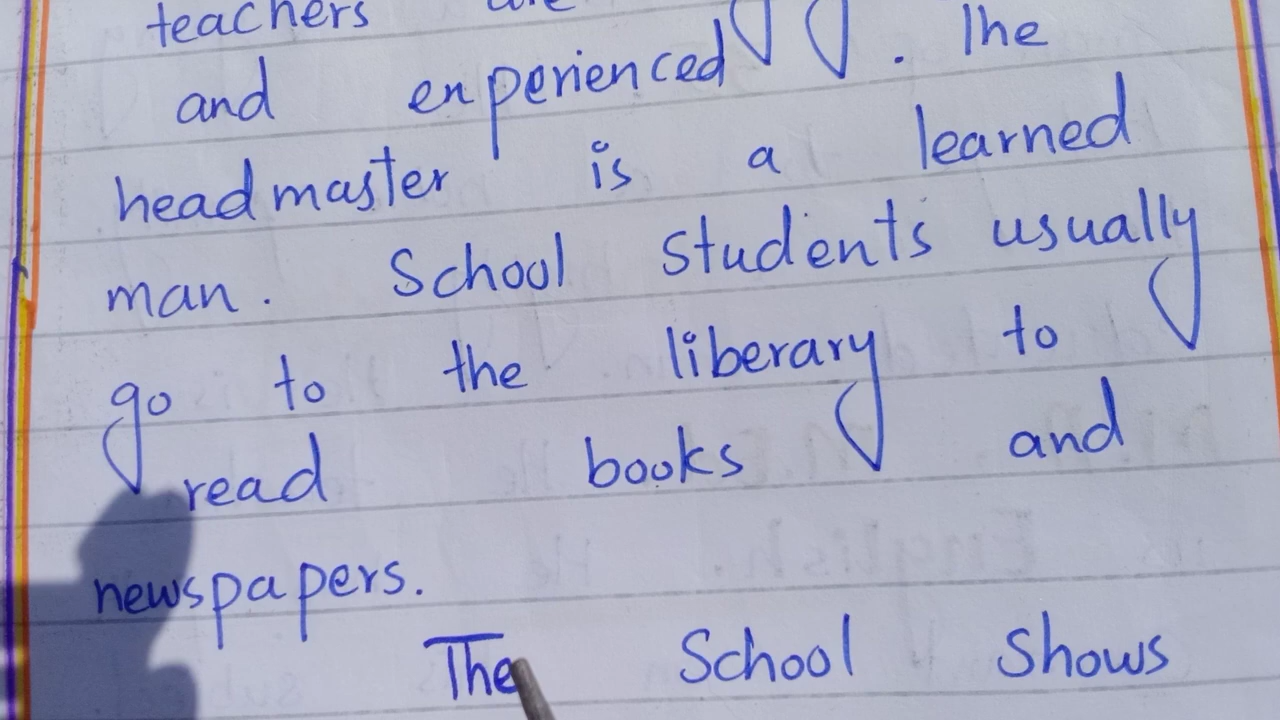 teachers are
and experienced. The
headmaster is a learned
man. School students usually
go to the liberary to
read books and
newspapers.
The School Shows